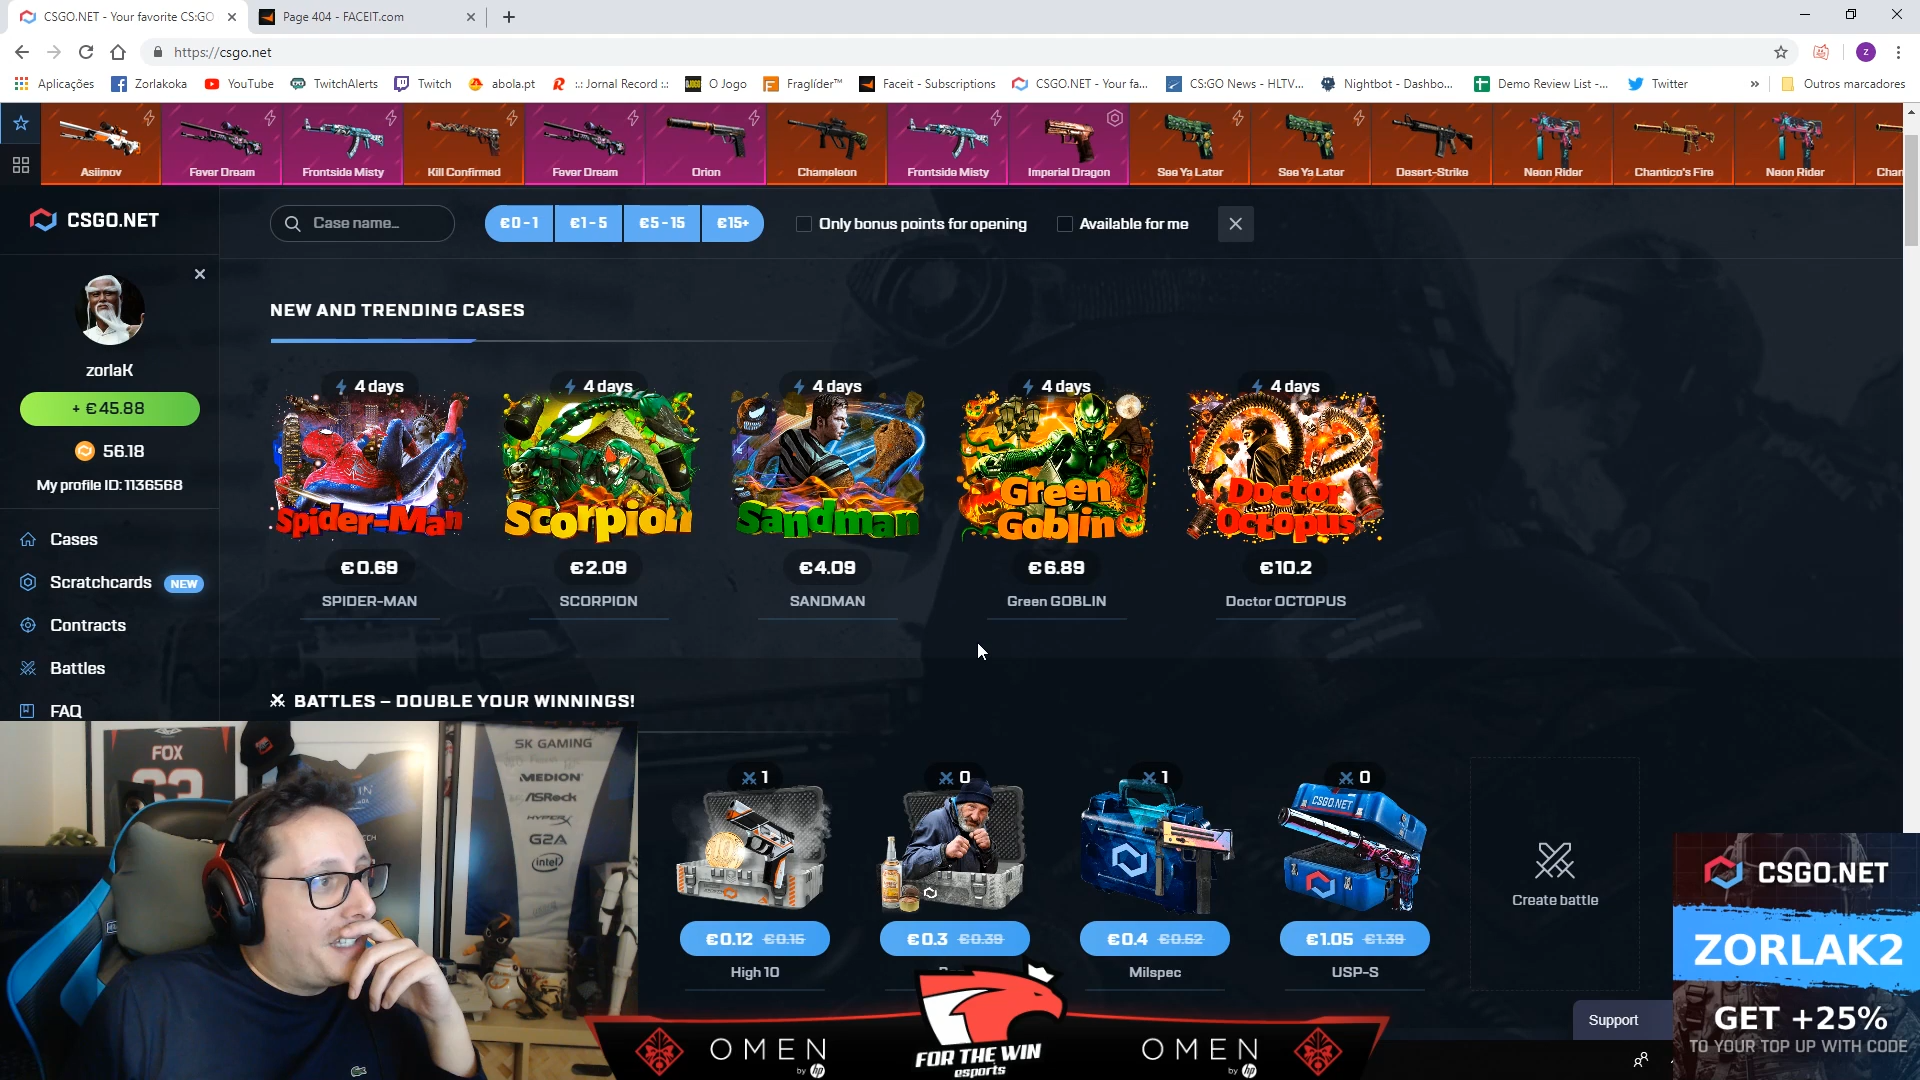 CSGO.NET - Your favorite CS:GO
Page 404 - FACEIT.com
https://csgo.net
Aplicações
Zorlakoka
YouTube
TwitchAlerts
Twitch
abola.pt
::: Jornal Record :::
O Jogo
Fraglíder™
Faceit - Subscriptions
CSGO.NET - Your fa...
CS:GO News - HLTV...
Nightbot - Dashbo...
Demo Review List -...
Twitter
»
Outros marcadores
Asiimov
Fever Dream
Frontside Misty
Kill Confirmed
Fever Dream
Orion
Chameleon
Frontside Misty
Imperial Dragon
See Ya Later
See Ya Later
Desert-Strike
Neon Rider
Chantico's Fire
Neon Rider
Chan
CSGO.NET
Case name...
€0 - 1
€1 - 5
€5 - 15
€15+
Only bonus points for opening
Available for me
zorlaK
+ €45.88
56.18
My profile ID: 1136568
Cases
Scratchcards NEW
Contracts
Battles
FAQ
NEW AND TRENDING CASES
4 days
4 days
4 days
4 days
4 days
Spider-Man
Scorpion
Sandman
Green Goblin
Doctor Octopus
€0.69
€2.09
€4.09
€6.89
€10.2
SPIDER-MAN
SCORPION
SANDMAN
Green GOBLIN
Doctor OCTOPUS
BATTLES – DOUBLE YOUR WINNINGS!
1
0
1
0
CSGO.NET
€0.12 €0.15
€0.3 €0.39
€0.4 €0.52
€1.05 €1.39
High 10
Milspec
USP-S
Create battle
Support
FOX
SK GAMING
MEDION
ASRock
HYPERX
G2A
intel
OMEN
by hp
FOR THE WIN
esports
OMEN
by hp
CSGO.NET
ZORLAK2
GET +25%
TO YOUR TOP UP WITH CODE